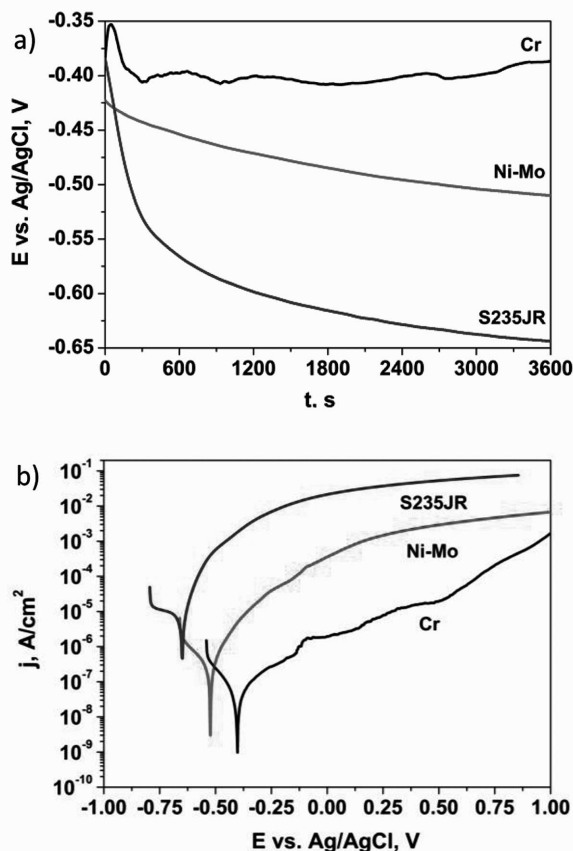 a)
E vs. Ag/AgCl, V
-0.35
-0.40
-0.45
-0.50
-0.55
-0.60
-0.65
Cr
Ni-Mo
S235JR
0 600 1200 1800 2400 3000 3600
t. s
b)
j, A/cm²
10⁻¹
10⁻²
10⁻³
10⁻⁴
10⁻⁵
10⁻⁶
10⁻⁷
10⁻⁸
10⁻⁹
10⁻¹⁰
S235JR
Ni-Mo
Cr
-1.00 -0.75 -0.50 -0.25 0.00 0.25 0.50 0.75 1.00
E vs. Ag/AgCl, V